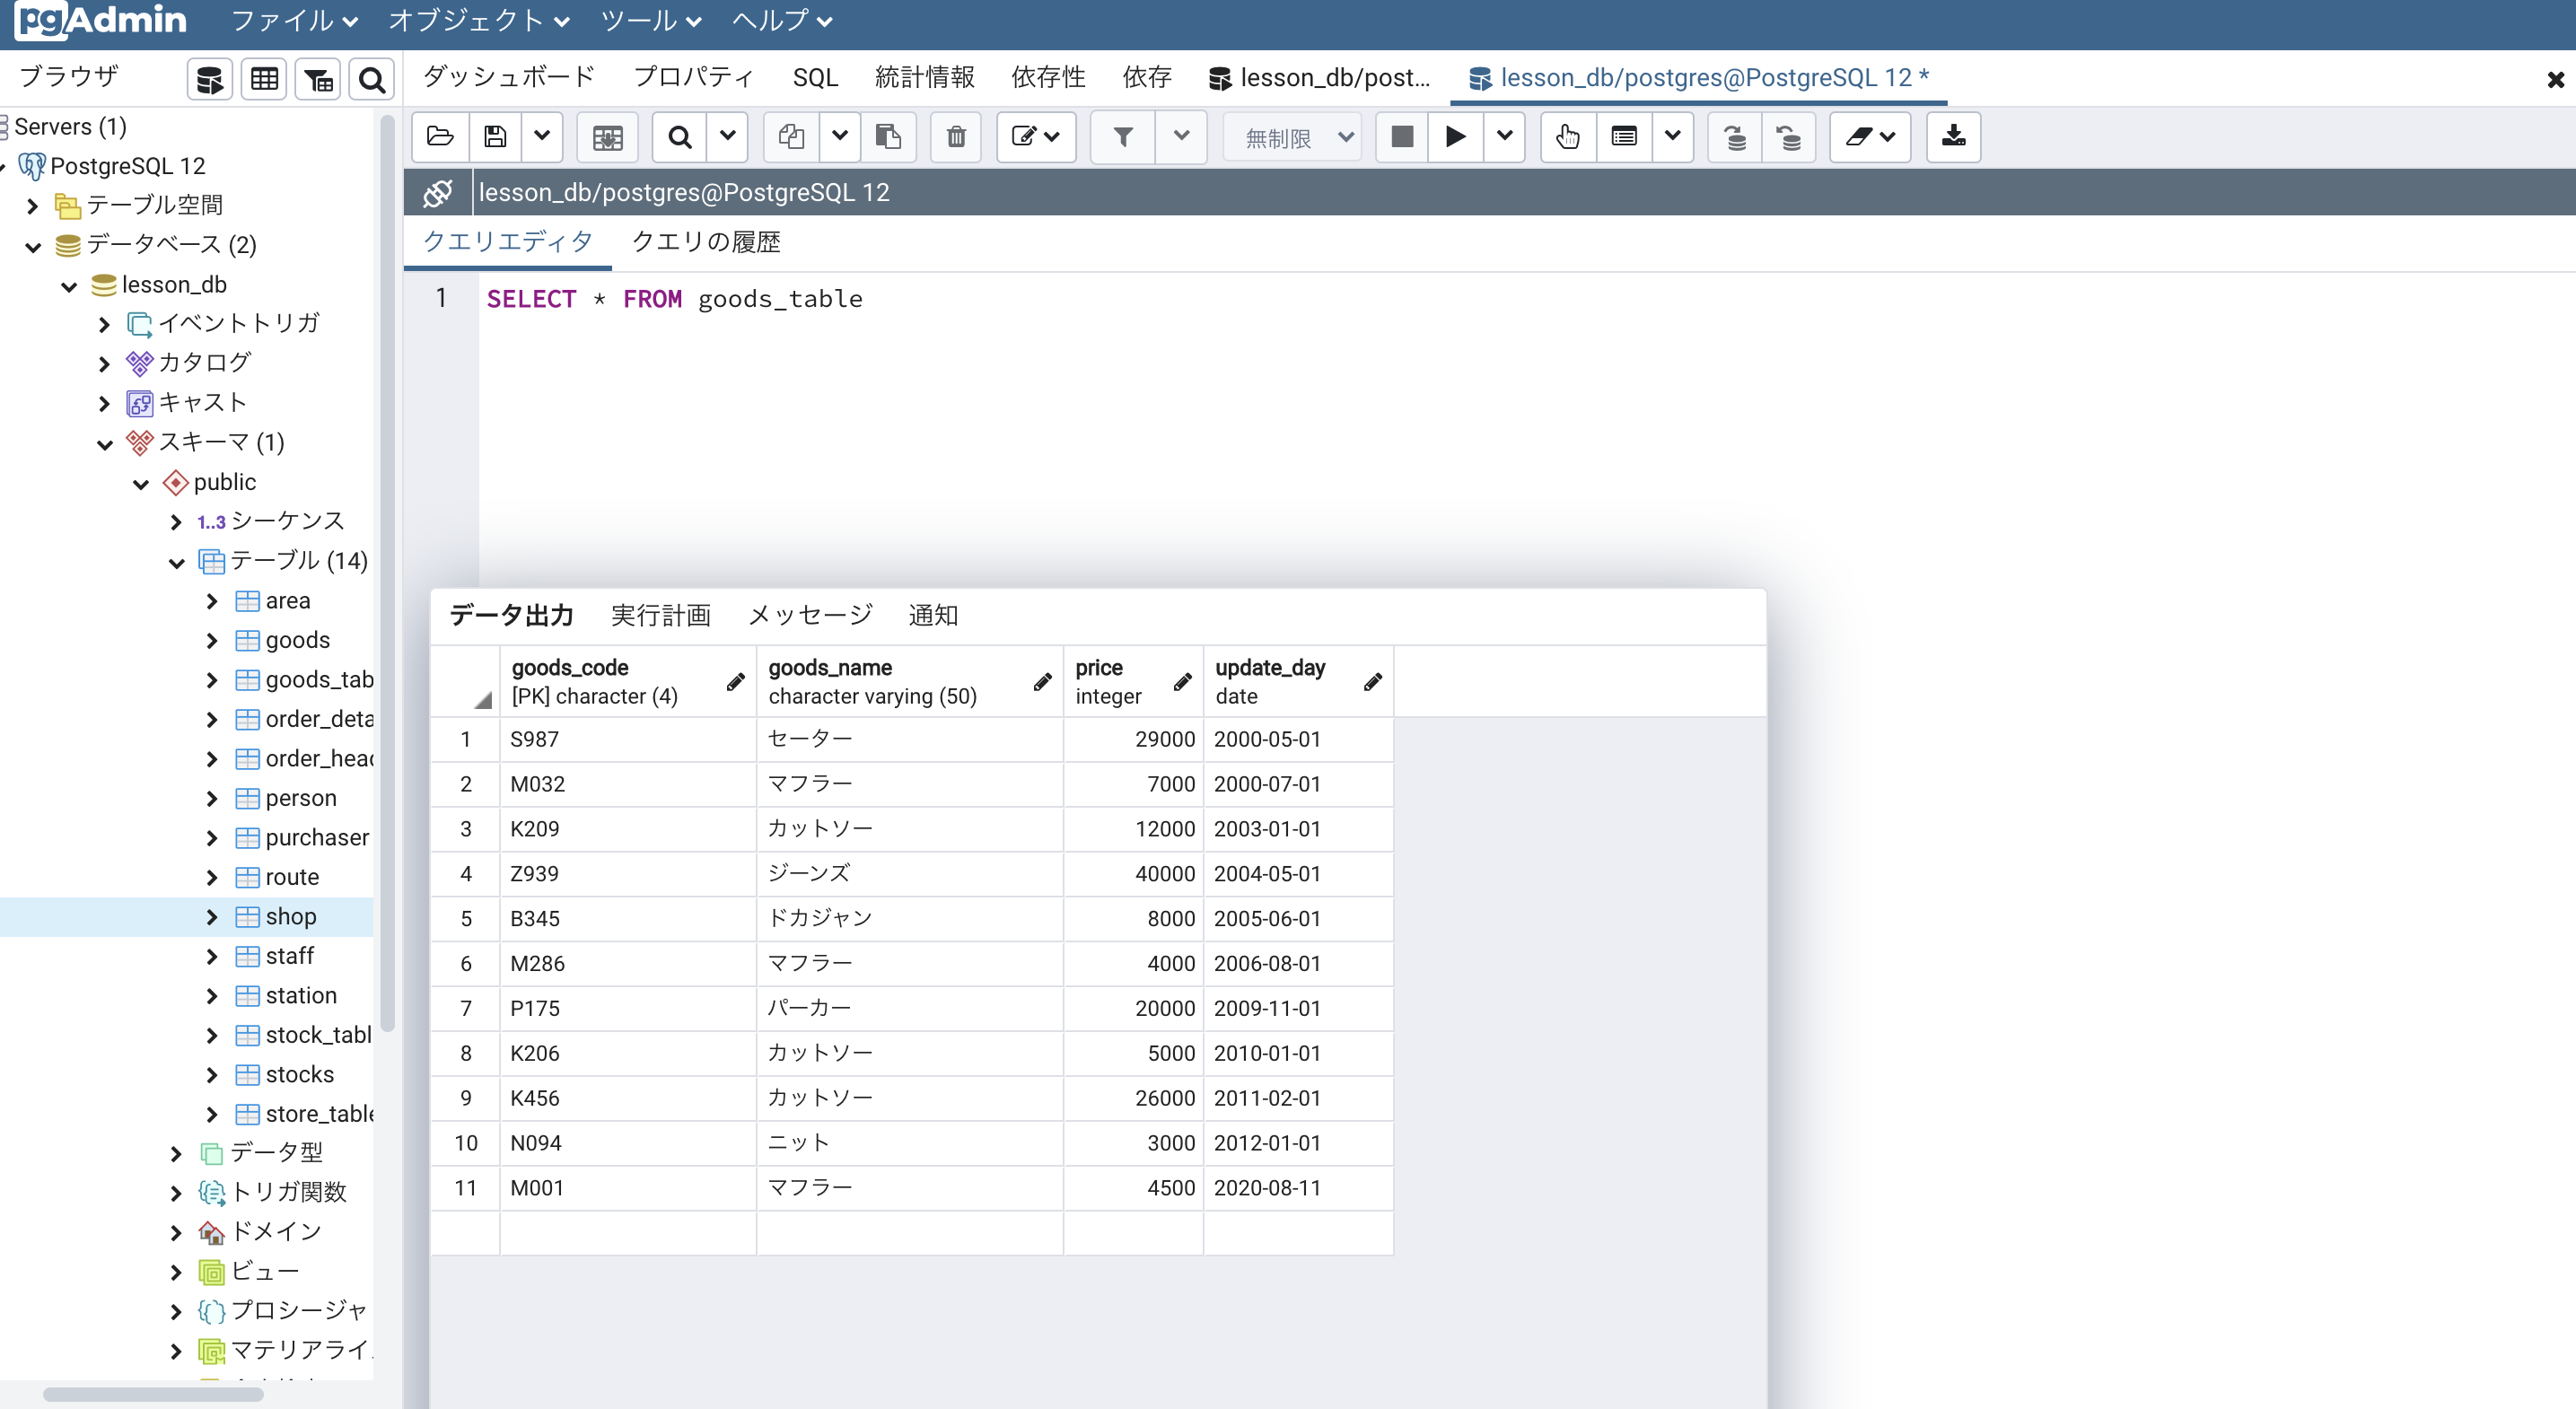 pgAdmin ファイル オブジェクト ツール ヘルプ
ブラウザ
ダッシュボード プロパティ SQL 統計情報 依存性 依存 lesson_db/post... lesson_db/postgres@PostgreSQL 12 *
Servers (1)
PostgreSQL 12
テーブル空間
データベース (2)
lesson_db
イベントトリガ
カタログ
キャスト
スキーマ (1)
public
1..3 シーケンス
テーブル (14)
area
goods
goods_tab
order_deta
order_head
person
purchaser
route
shop
staff
station
stock_tabl
stocks
store_table
データ型
トリガ関数
ドメイン
ビュー
プロシージャ
マテリアライ
無制限
lesson_db/postgres@PostgreSQL 12
クエリエディタ クエリの履歴
1 SELECT * FROM goods_table
データ出力 実行計画 メッセージ 通知
goods_code goods_name price update_day
[PK] character (4) character varying (50) integer date
1 S987 セーター 29000 2000-05-01
2 M032 マフラー 7000 2000-07-01
3 K209 カットソー 12000 2003-01-01
4 Z939 ジーンズ 40000 2004-05-01
5 B345 ドカジャン 8000 2005-06-01
6 M286 マフラー 4000 2006-08-01
7 P175 パーカー 20000 2009-11-01
8 K206 カットソー 5000 2010-01-01
9 K456 カットソー 26000 2011-02-01
10 N094 ニット 3000 2012-01-01
11 M001 マフラー 4500 2020-08-11